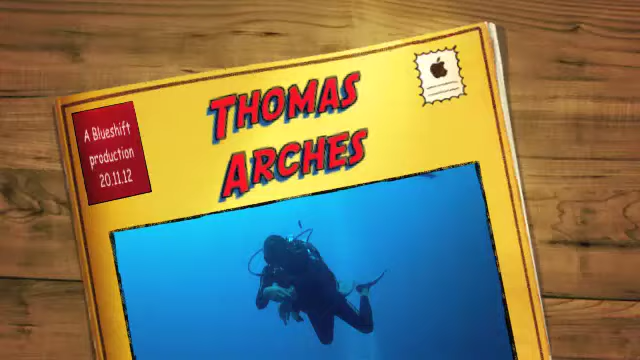 A Blueshift
production
20.11.12
THOMAS
ARCHES